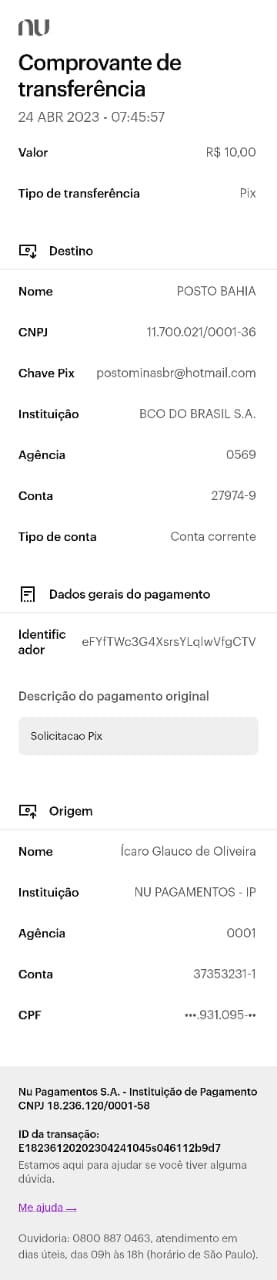 nu
Comprovante de
transferência
24 ABR 2023 - 07:45:57
Valor R$ 10,00
Tipo de transferência Pix
Destino
Nome POSTO BAHIA
CNPJ 11.700.021/0001-36
Chave Pix postominasbr@hotmail.com
Instituição BCO DO BRASIL S.A.
Agência 0569
Conta 27974-9
Tipo de conta Conta corrente
Dados gerais do pagamento
Identific
ador eFYfTWc3G4XsrsYLqIwVfgCTV
Descrição do pagamento original
Solicitacao Pix
Origem
Nome Ícaro Glauco de Oliveira
Instituição NU PAGAMENTOS - IP
Agência 0001
Conta 37353231-1
CPF •••.931.095-••
Nu Pagamentos S.A. - Instituição de Pagamento
CNPJ 18.236.120/0001-58
ID da transação:
E18236120202304241045s046112b9d7
Estamos aqui para ajudar se você tiver alguma
dúvida.
Me ajuda →
Ouvidoria: 0800 887 0463, atendimento em
dias úteis, das 09h às 18h (horário de São Paulo).